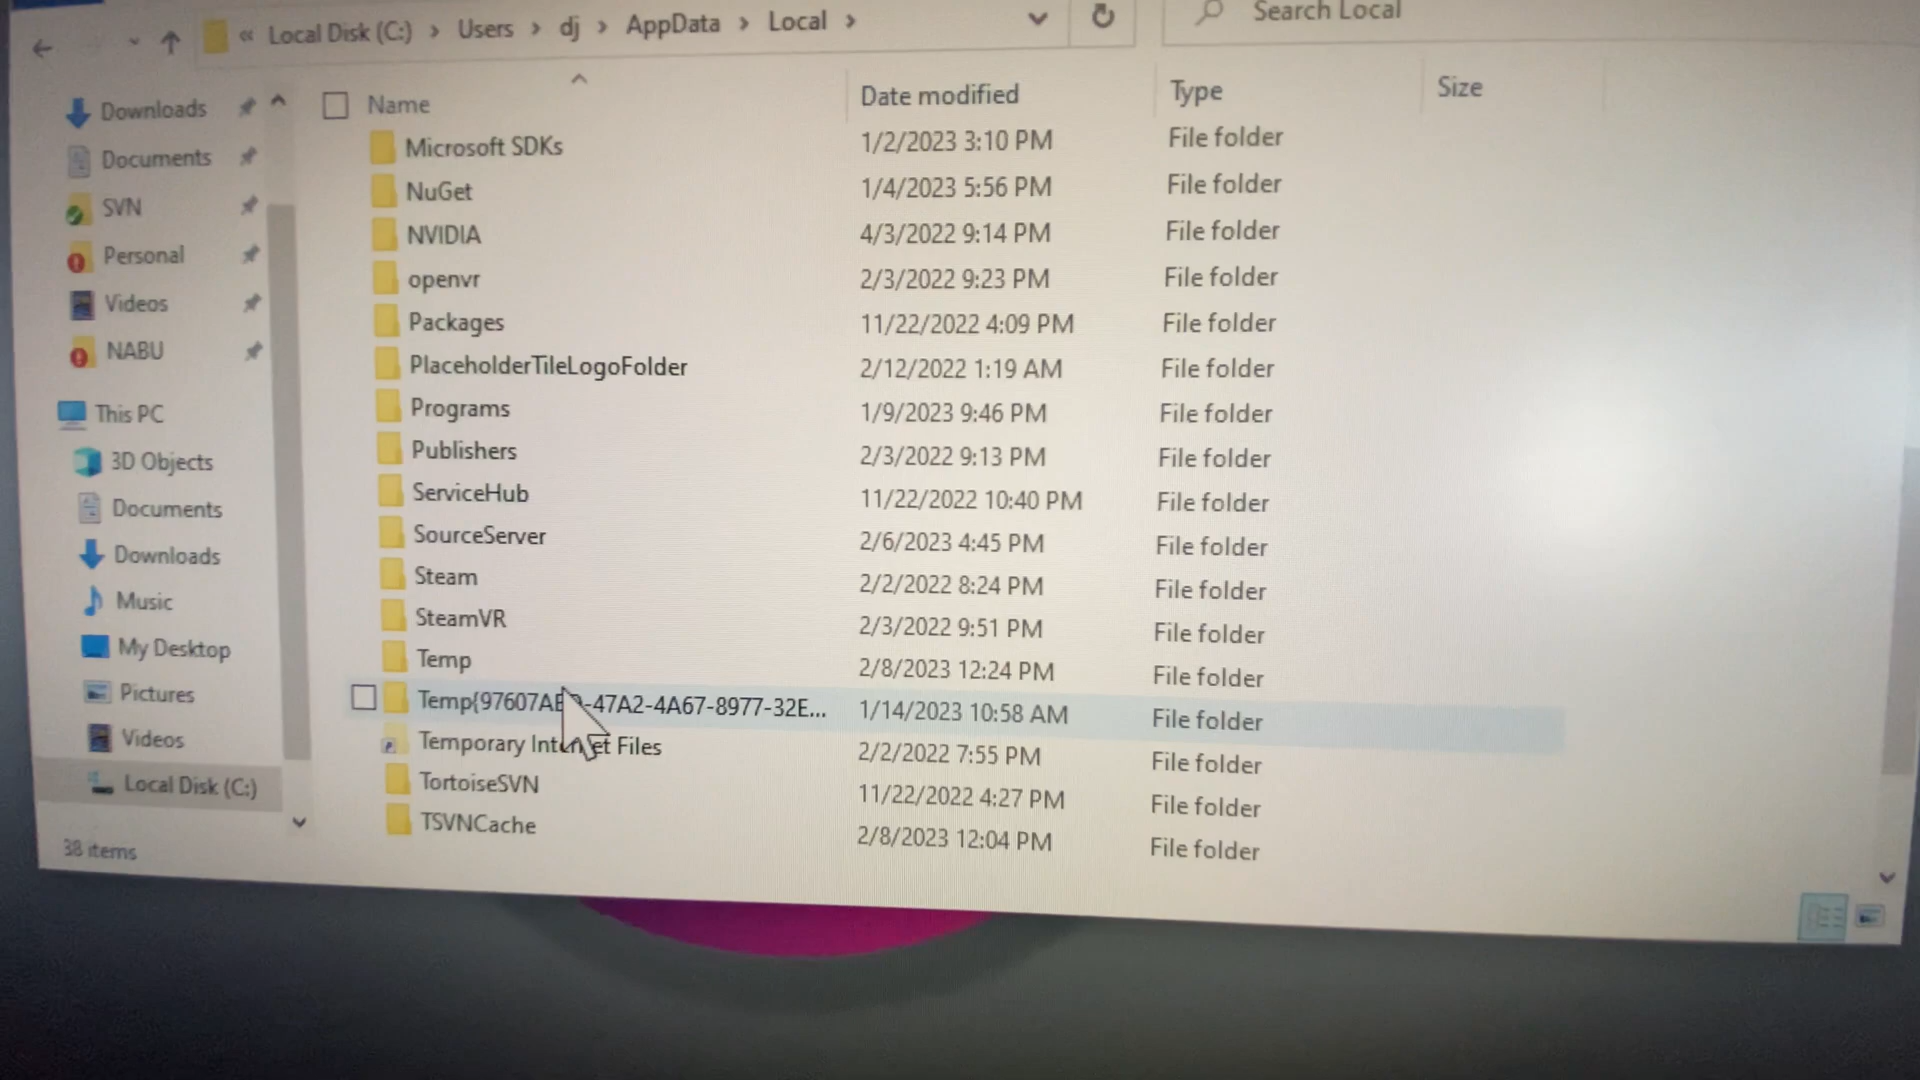 « Local Disk (C:) > Users > dj > AppData > Local >
Search Local
Downloads
Documents
SVN
Personal
Videos
NABU
This PC
3D Objects
Documents
Downloads
Music
My Desktop
Pictures
Videos
Local Disk (C:)
38 items
Name Date modified Type Size
Microsoft SDKs 1/2/2023 3:10 PM File folder
NuGet 1/4/2023 5:56 PM File folder
NVIDIA 4/3/2022 9:14 PM File folder
openvr 2/3/2022 9:23 PM File folder
Packages 11/22/2022 4:09 PM File folder
PlaceholderTileLogoFolder 2/12/2022 1:19 AM File folder
Programs 1/9/2023 9:46 PM File folder
Publishers 2/3/2022 9:13 PM File folder
ServiceHub 11/22/2022 10:40 PM File folder
SourceServer 2/6/2023 4:45 PM File folder
Steam 2/2/2022 8:24 PM File folder
SteamVR 2/3/2022 9:51 PM File folder
Temp 2/8/2023 12:24 PM File folder
1/14/2023 10:58 AM File folder
Temporary Internet Files 2/2/2022 7:55 PM File folder
TortoiseSVN 11/22/2022 4:27 PM File folder
TSVNCache 2/8/2023 12:04 PM File folder